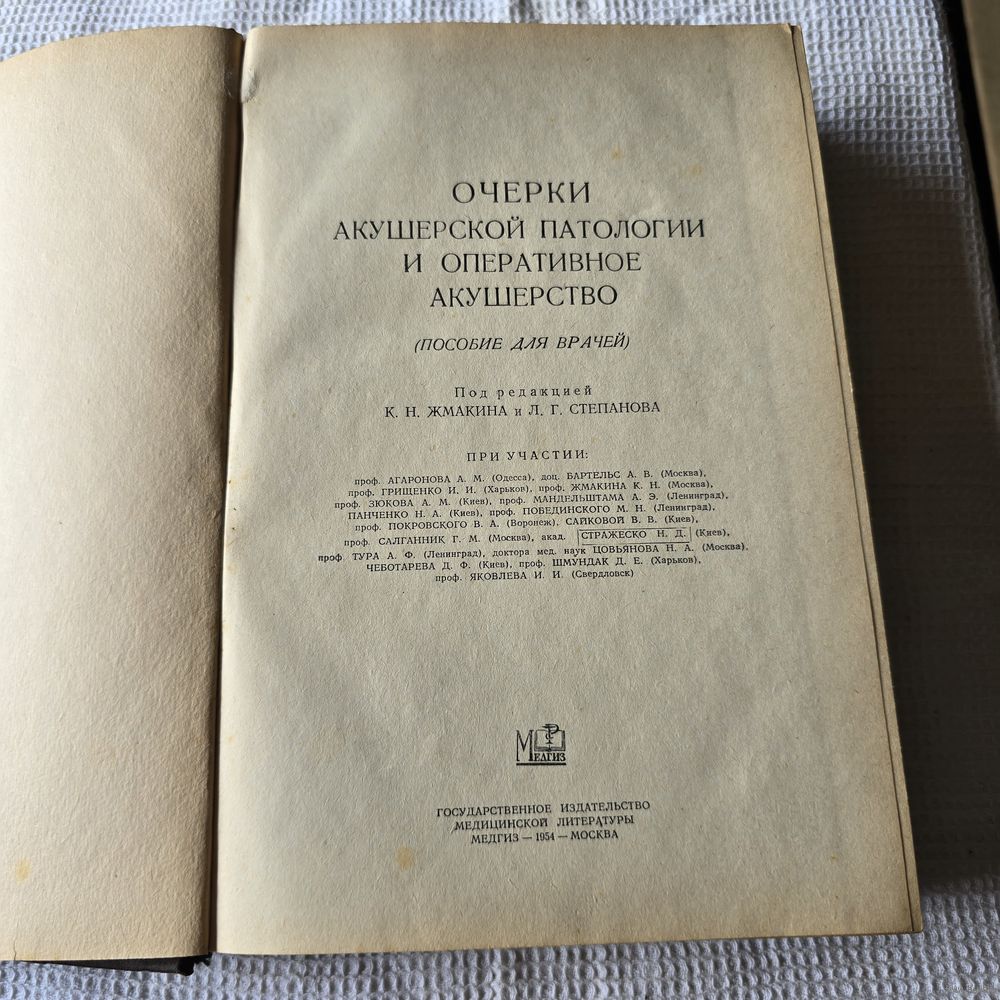 ОЧЕРКИ
АКУШЕРСКОЙ ПАТОЛОГИИ
И ОПЕРАТИВНОЕ
АКУШЕРСТВО
(ПОСОБИЕ ДЛЯ ВРАЧЕЙ)
Под редакцией
К. Н. ЖМАКИНА и Л. Г. СТЕПАНОВА
ПРИ УЧАСТИИ:
проф. АГАРОНОВА А. М. (Одесса), доц. БАРТЕЛЬС А. В. (Москва),
проф. ГРИЩЕНКО И. И. (Харьков), проф. ЖМАКИНА К. Н. (Москва),
проф. ЗЮКОВА А. М. (Киев), проф. МАНДЕЛЬШТАМА А. Э. (Ленинград),
ПАНЧЕНКО Н. А. (Киев), проф. ПОБЕДИНСКОГО М. Н. (Ленинград),
проф. ПОКРОВСКОГО В. А. (Воронеж), САЙКОВОЙ В. В. (Киев),
проф. САЛГАННИК Г. М. (Москва), акад. СТРАЖЕСКО Н. Д. (Киев),
проф. ТУРА А. Ф. (Ленинград), доктора мед. наук ЦОВЬЯНОВА Н. А. (Москва),
ЧЕБОТАРЕВА Д. Ф. (Киев), проф. ШМУНДАК Д. Е. (Харьков),
проф. ЯКОВЛЕВА И. И. (Свердловск)
МЕДГИЗ
ГОСУДАРСТВЕННОЕ ИЗДАТЕЛЬСТВО
МЕДИЦИНСКОЙ ЛИТЕРАТУРЫ
МЕДГИЗ — 1954 — МОСКВА